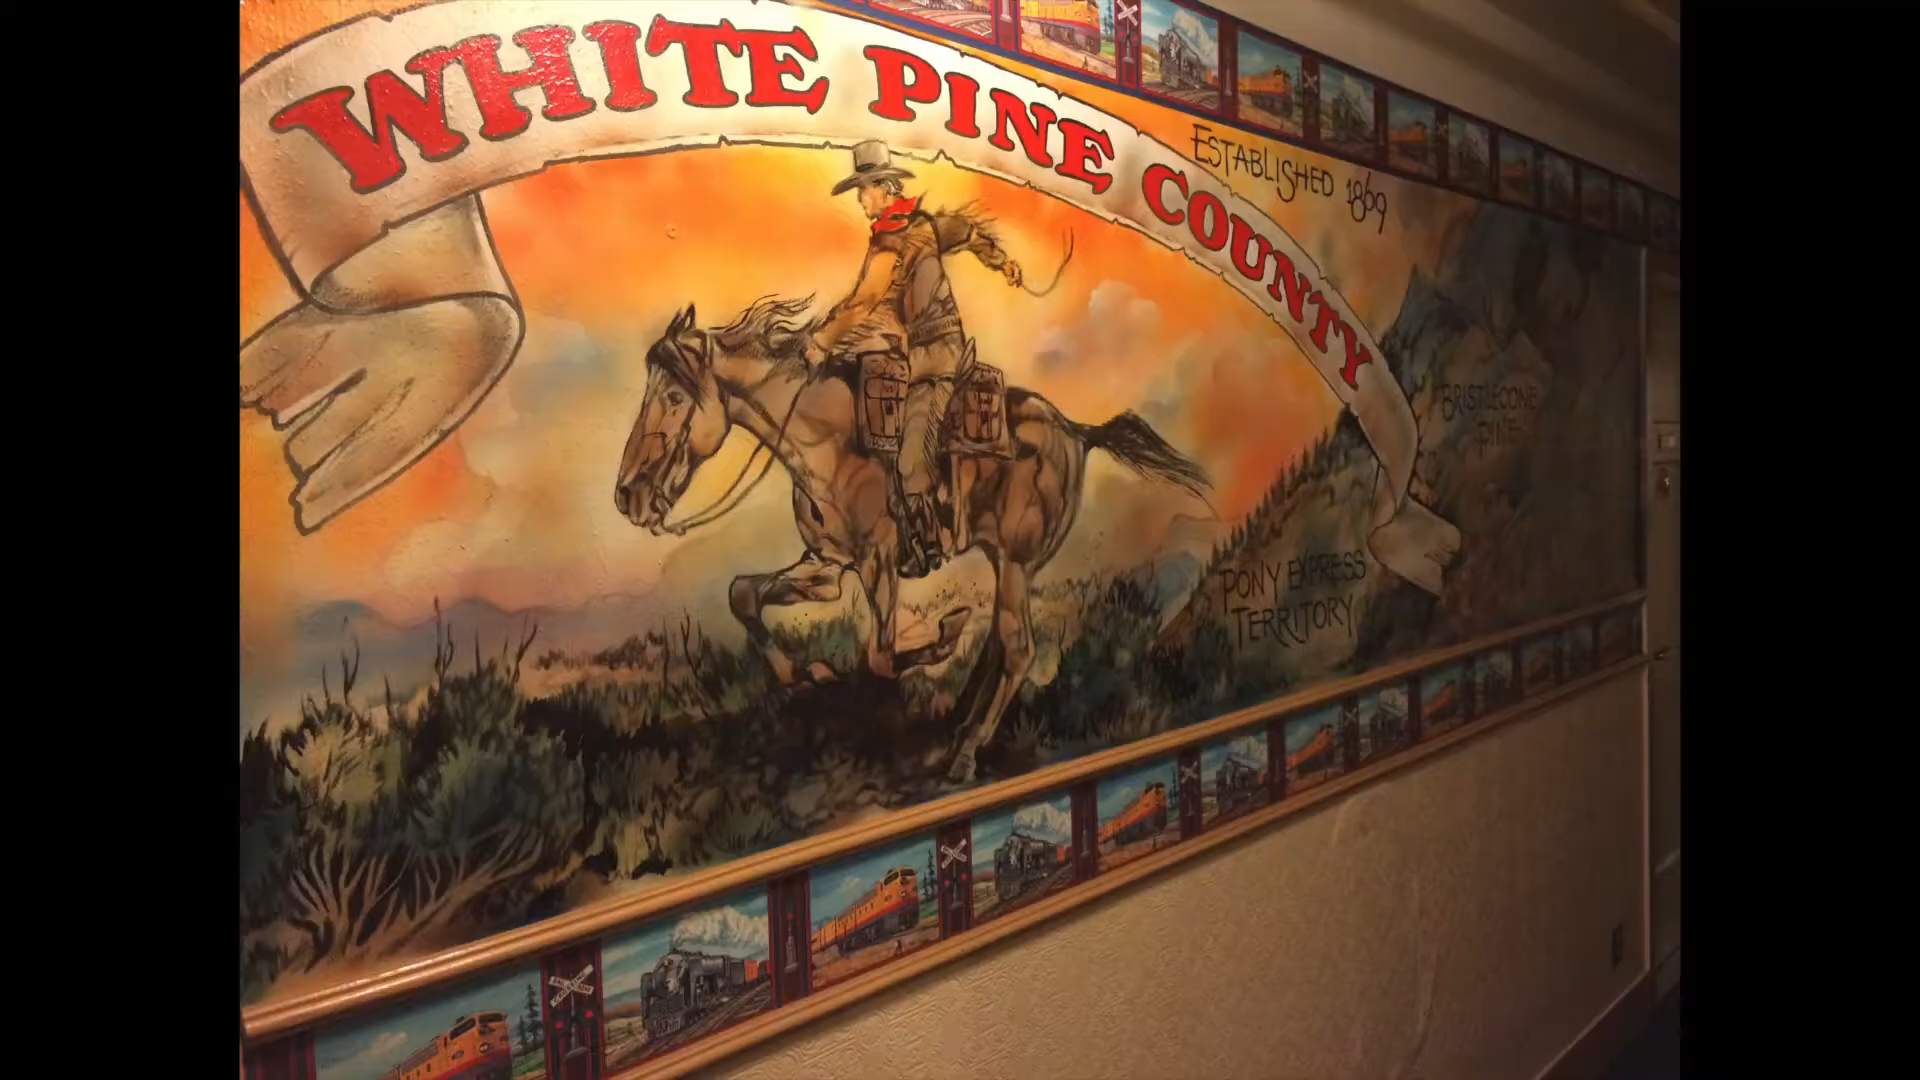 WHITE PINE COUNTY
ESTABLISHED 1869
BRISTLECONE
PINE
PONY EXPRESS
TERRITORY